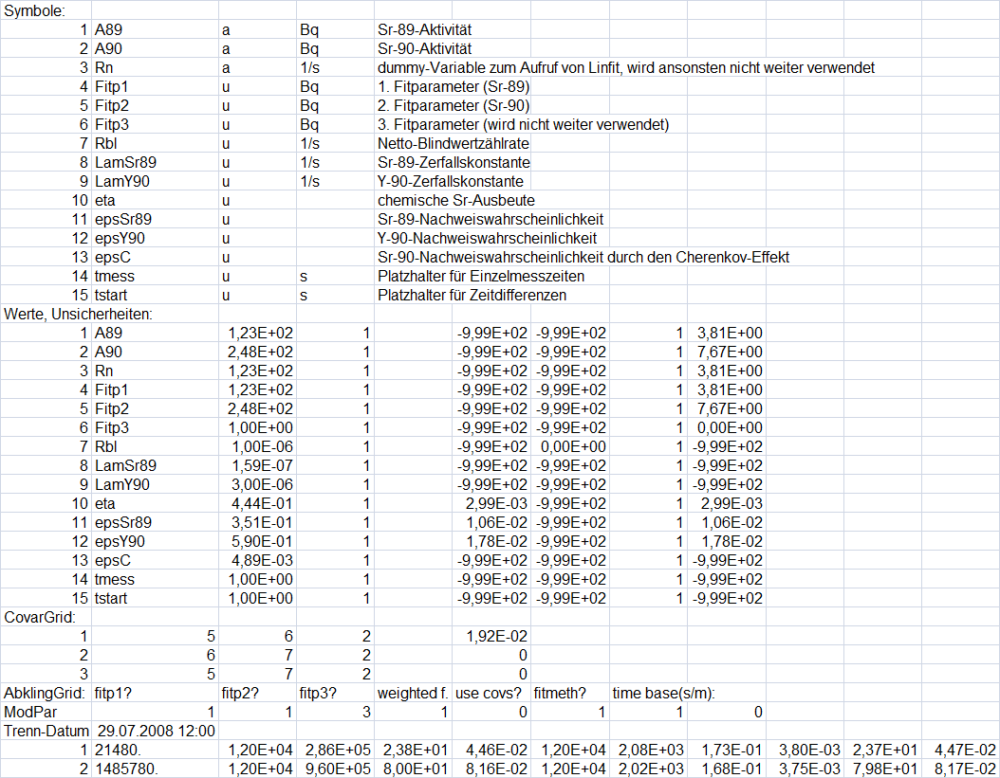 Symbole:
1 A89 a Bq Sr-89-Aktivität
2 A90 a Bq Sr-90-Aktivität
3 Rn a 1/s dummy-Variable zum Aufruf von Linfit, wird ansonsten nicht weiter verwendet
4 Fitp1 u Bq 1. Fitparameter (Sr-89)
5 Fitp2 u Bq 2. Fitparameter (Sr-90)
6 Fitp3 u Bq 3. Fitparameter (wird nicht weiter verwendet)
7 Rbl u 1/s Netto-Blindwertzählrate
8 LamSr89 u 1/s Sr-89-Zerfallskonstante
9 LamY90 u 1/s Y-90-Zerfallskonstante
10 eta u chemische Sr-Ausbeute
11 epsSr89 u Sr-89-Nachweiswahrscheinlichkeit
12 epsY90 u Y-90-Nachweiswahrscheinlichkeit
13 epsC u Sr-90-Nachweiswahrscheinlichkeit durch den Cherenkov-Effekt
14 tmess u s Platzhalter für Einzelmesszeiten
15 tstart u s Platzhalter für Zeitdifferenzen
Werte, Unsicherheiten:
1 A89 1,23E+02 1 -9,99E+02 -9,99E+02 1 3,81E+00
2 A90 2,48E+02 1 -9,99E+02 -9,99E+02 1 7,67E+00
3 Rn 1,23E+02 1 -9,99E+02 -9,99E+02 1 3,81E+00
4 Fitp1 1,23E+02 1 -9,99E+02 -9,99E+02 1 3,81E+00
5 Fitp2 2,48E+02 1 -9,99E+02 -9,99E+02 1 7,67E+00
6 Fitp3 1,00E+00 1 -9,99E+02 -9,99E+02 1 0,00E+00
7 Rbl 1,00E-06 1 -9,99E+02 0,00E+00 1 -9,99E+02
8 LamSr89 1,59E-07 1 -9,99E+02 -9,99E+02 1 -9,99E+02
9 LamY90 3,00E-06 1 -9,99E+02 -9,99E+02 1 -9,99E+02
10 eta 4,44E-01 1 2,99E-03 -9,99E+02 1 2,99E-03
11 epsSr89 3,51E-01 1 1,06E-02 -9,99E+02 1 1,06E-02
12 epsY90 5,90E-01 1 1,78E-02 -9,99E+02 1 1,78E-02
13 epsC 4,89E-03 1 -9,99E+02 -9,99E+02 1 -9,99E+02
14 tmess 1,00E+00 1 -9,99E+02 -9,99E+02 1 -9,99E+02
15 tstart 1,00E+00 1 -9,99E+02 -9,99E+02 1 -9,99E+02
CovarGrid:
1 5 6 2 1,92E-02
2 6 7 2 0
3 5 7 2 0
AbklingGrid: fitp1? fitp2? fitp3? weighted f. use covs? fitmeth? time base(s/m):
ModPar 1 1 3 1 0 1 1 0
Trenn-Datum 29.07.2008 12:00
1 21480. 1,20E+04 2,86E+05 2,38E+01 4,46E-02 1,20E+04 2,08E+03 1,73E-01 3,80E-03 2,37E+01 4,47E-02
2 1485780. 1,20E+04 9,60E+05 8,00E+01 8,16E-02 1,20E+04 2,02E+03 1,68E-01 3,75E-03 7,98E+01 8,17E-02